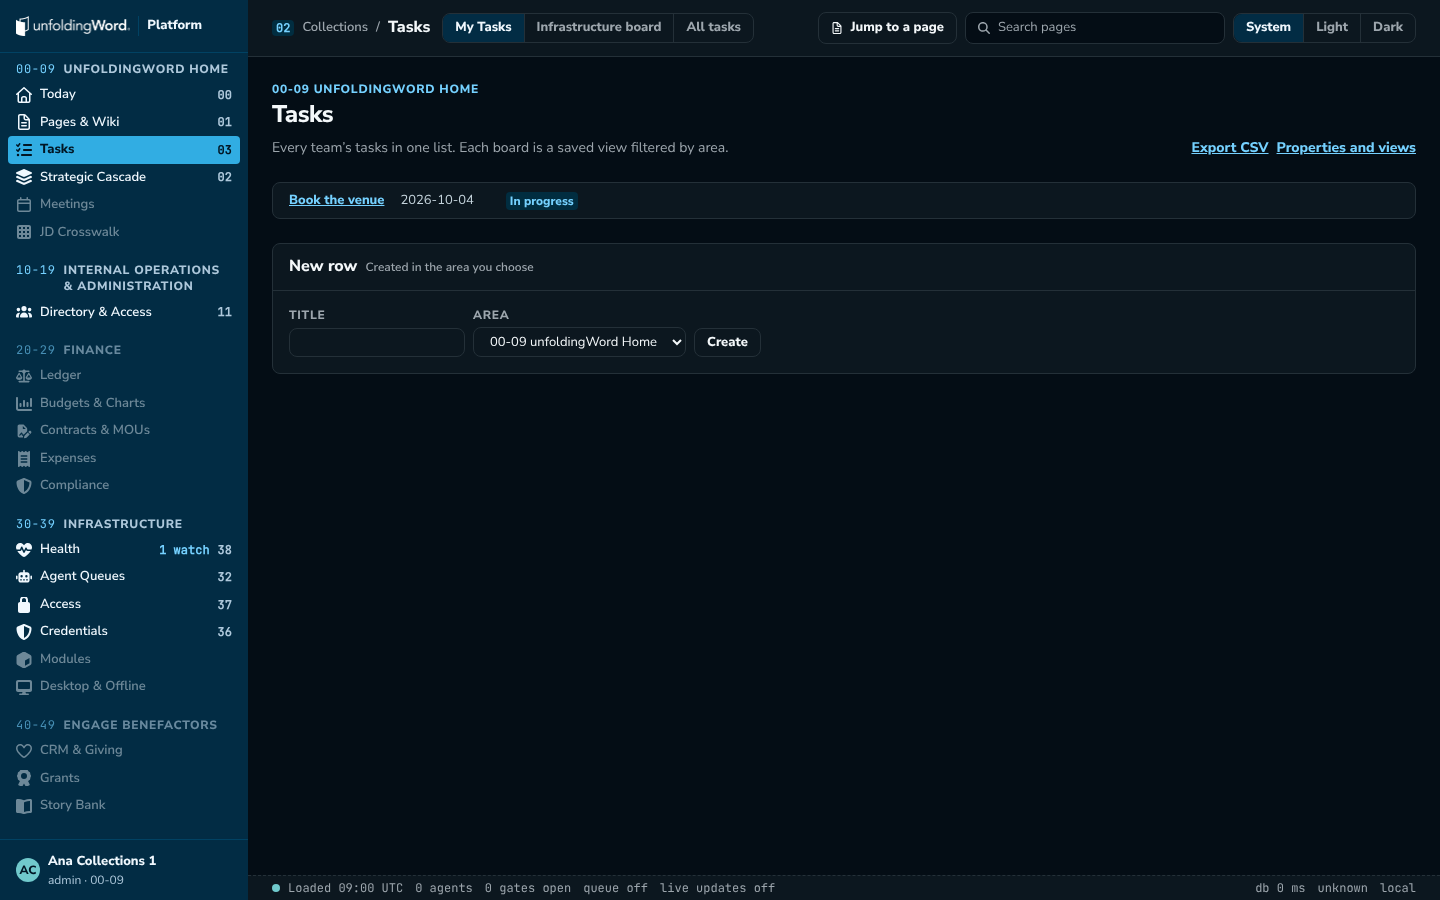 unfoldingWord Platform
00-09 UNFOLDINGWORD HOME
Today 00
Pages & Wiki 01
Tasks 03
Strategic Cascade 02
Meetings
JD Crosswalk
10-19 INTERNAL OPERATIONS
& ADMINISTRATION
Directory & Access 11
20-29 FINANCE
Ledger
Budgets & Charts
Contracts & MOUs
Expenses
Compliance
30-39 INFRASTRUCTURE
Health 1 watch 38
Agent Queues 32
Access 37
Credentials 36
Modules
Desktop & Offline
40-49 ENGAGE BENEFACTORS
CRM & Giving
Grants
Story Bank
AC Ana Collections 1
admin · 00-09
02 Collections / Tasks My Tasks Infrastructure board All tasks Jump to a page Search pages System Light Dark
00-09 UNFOLDINGWORD HOME
Tasks
Every team's tasks in one list. Each board is a saved view filtered by area. Export CSV Properties and views
Book the venue 2026-10-04 In progress
New row Created in the area you choose
TITLE AREA
00-09 unfoldingWord Home Create
Loaded 09:00 UTC 0 agents 0 gates open queue off live updates off db 0 ms unknown local